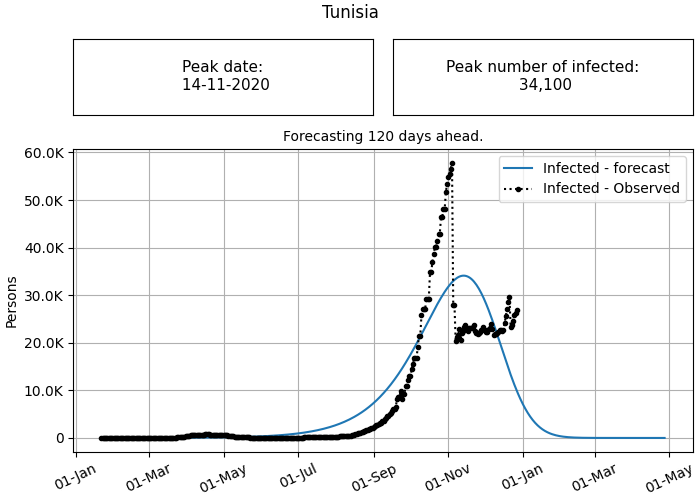 Tunisia
Peak date:
14-11-2020
Peak number of infected:
34,100
Forecasting 120 days ahead.
60.0K
50.0K
40.0K
30.0K
20.0K
10.0K
0
Persons
Infected - forecast
Infected - Observed
01-Jan
01-Mar
01-May
01-Jul
01-Sep
01-Nov
01-Jan
01-Mar
01-May